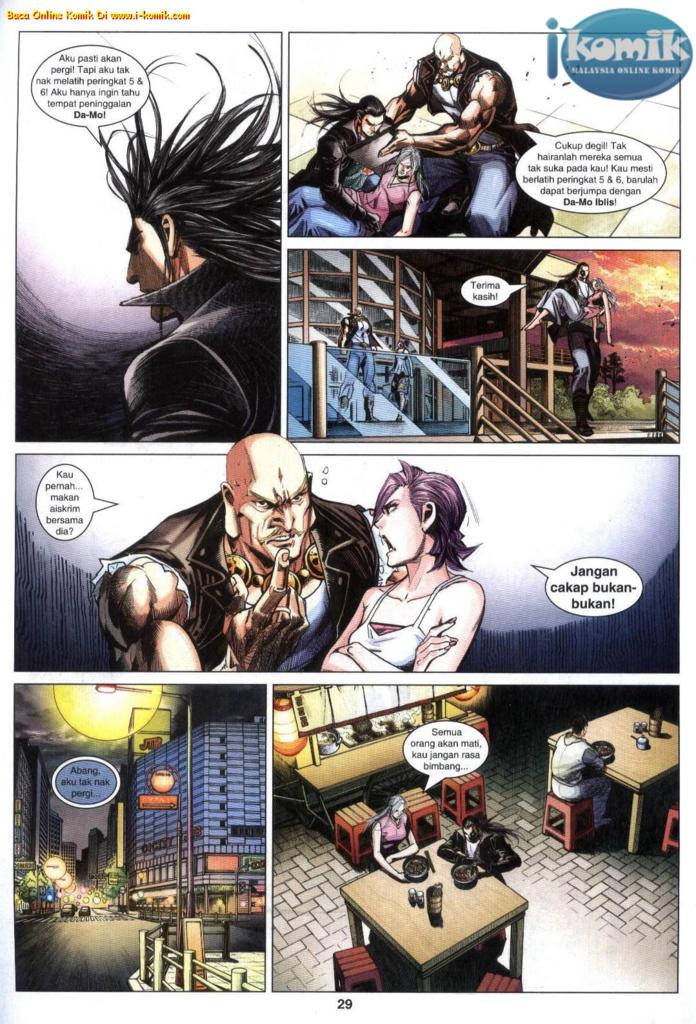 Baca Online Komik Di www.i-komik.com
ikomik
MALAYSIA ONLINE KOMIK
Aku pasti akan
pergi! Tapi aku tak
nak melatih peringkat 5 &
6! Aku hanya ingin tahu
tempat peninggalan
Da-Mo!
Cukup degil! Tak
hairanlah mereka semua
tak suka pada kau! Kau mesti
berlatih peringkat 5 & 6, barulah
dapat berjumpa dengan
Da-Mo Iblis!
Terima
kasih!
Kau
pernah...
makan
aiskrim
bersama
dia?
Jangan
cakap bukan-
bukan!
Abang,
aku tak nak
pergi...
Semua
orang akan mati,
kau jangan rasa
bimbang...
29